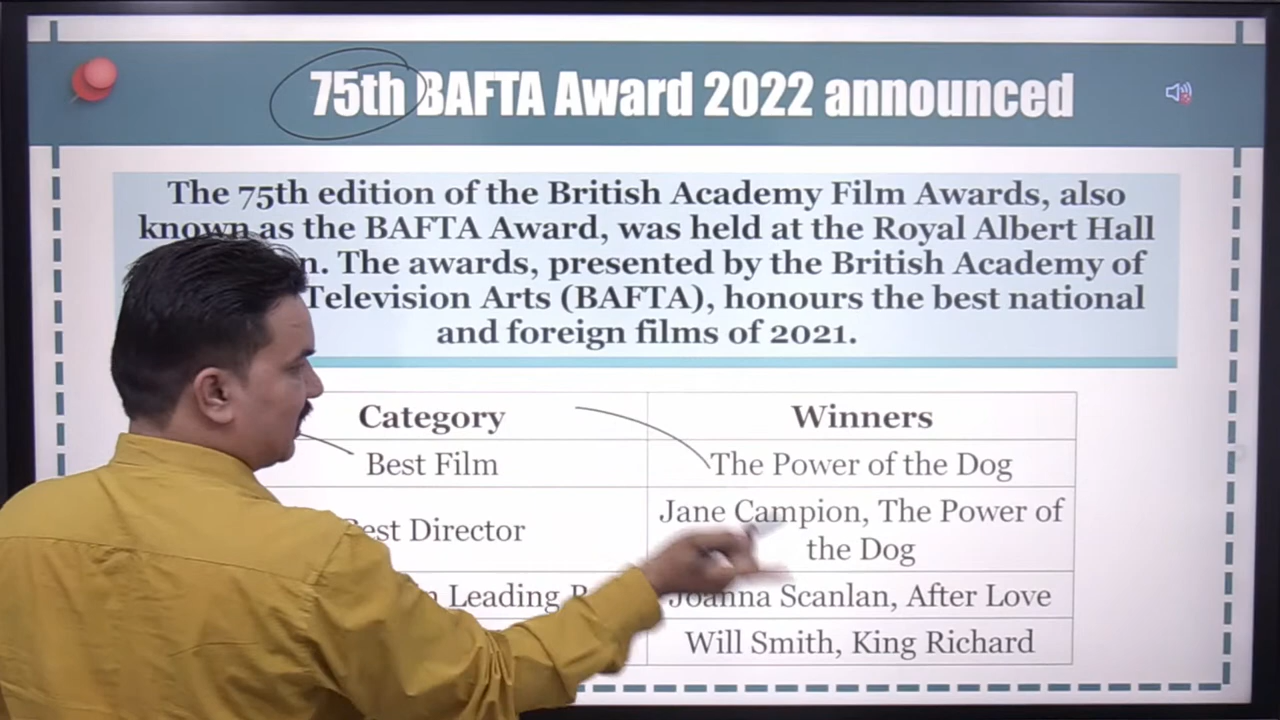 75th BAFTA Award 2022 announced
The 75th edition of the British Academy Film Awards, also
known as the BAFTA Award, was held at the Royal Albert Hall
The awards, presented by the British Academy of
Television Arts (BAFTA), honours the best national
and foreign films of 2021.
Category Winners
Best Film The Power of the Dog
Best Director Jane Campion, The Power of
the Dog
Leading Joanna Scanlan, After Love
Will Smith, King Richard